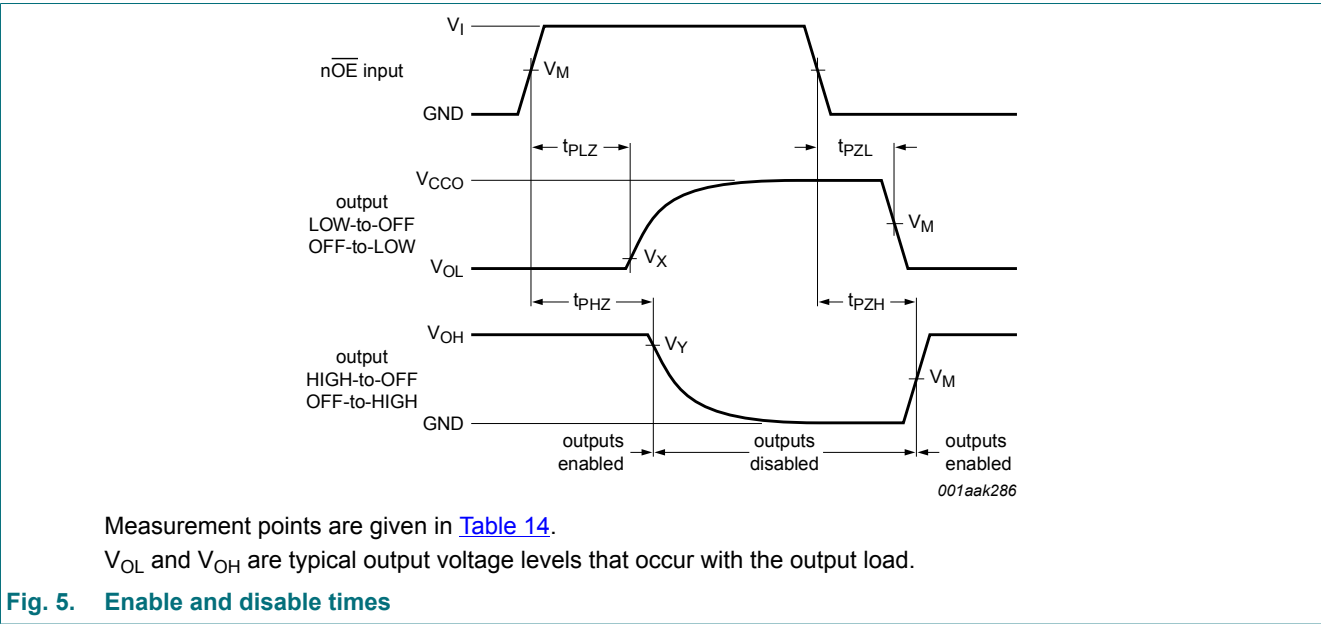 V_I
nO̅E̅ input
V_M
GND
t_PLZ
t_PZL
V_CCO
output
LOW-to-OFF
OFF-to-LOW
V_M
V_X
V_OL
t_PHZ
t_PZH
V_OH
V_Y
output
HIGH-to-OFF
OFF-to-HIGH
V_M
GND
outputs
enabled
outputs
disabled
outputs
enabled
001aak286
Measurement points are given in Table 14.
V_OL and V_OH are typical output voltage levels that occur with the output load.
Fig. 5. Enable and disable times